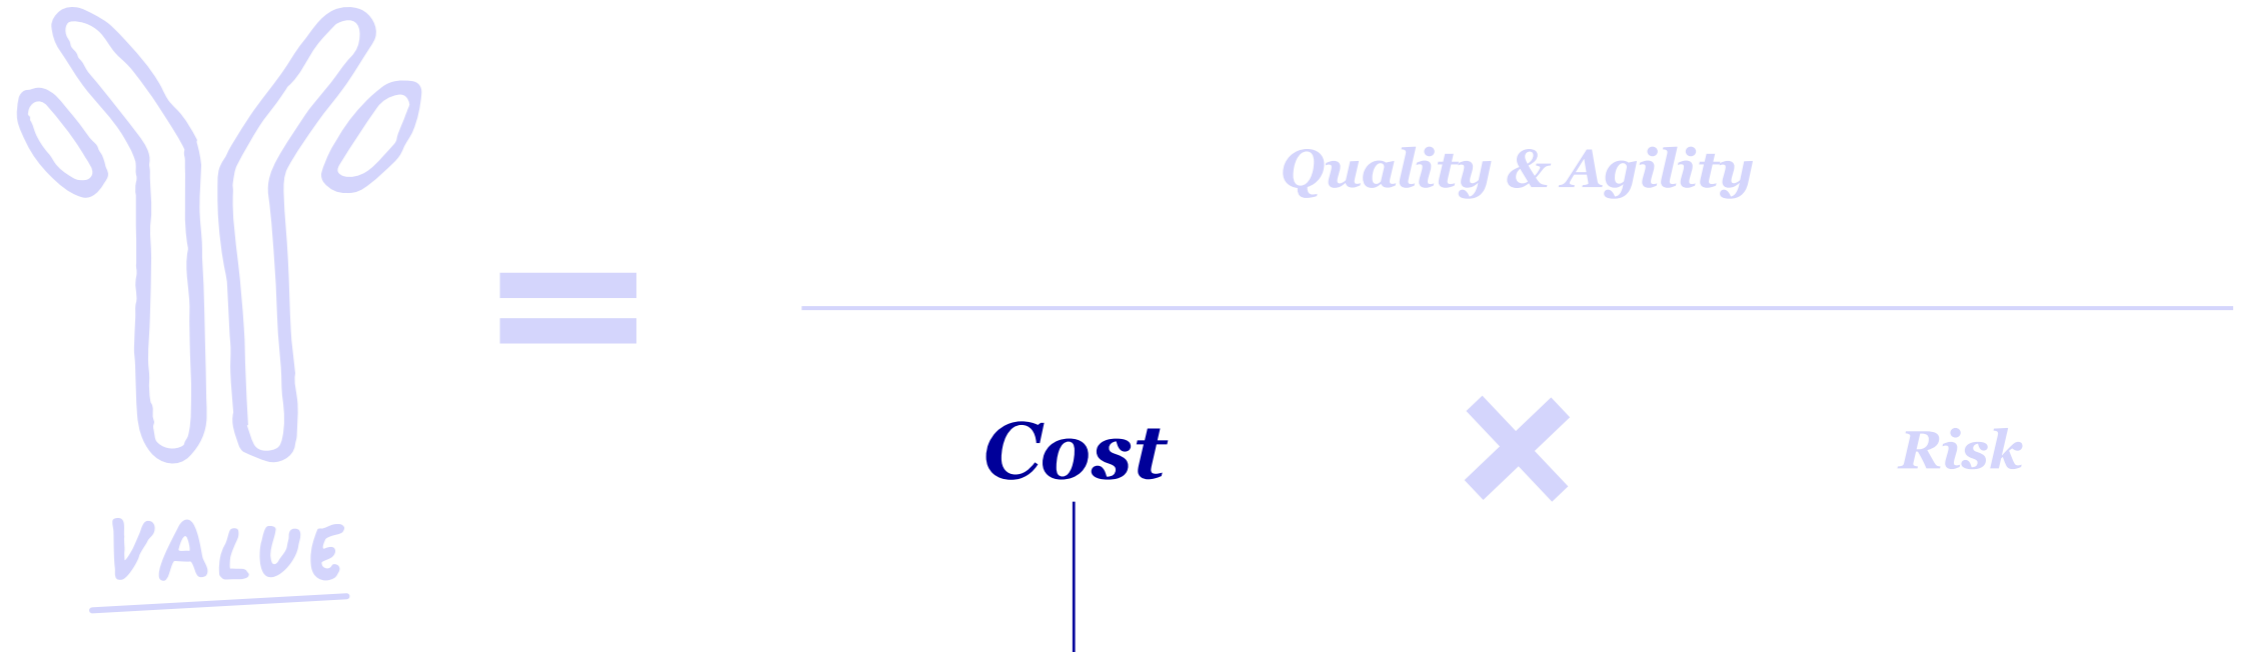 Quality & Agility
=
Cost × Risk
VALUE